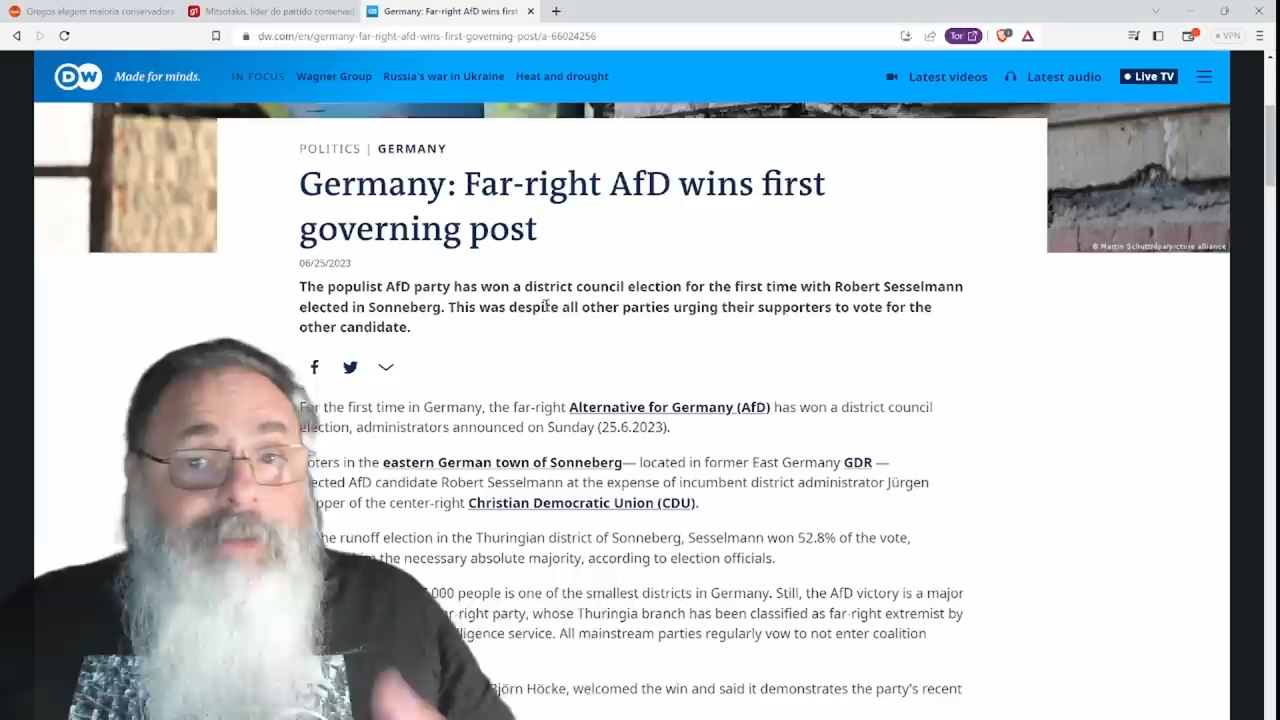 Gregos elegem maioria conservadora
Mitsotakis, líder do partido conserva
Germany: Far-right AfD wins first
dw.com/en/germany-far-right-afd-wins-first-governing-post/a-66024256
Tor
VPN
DW Made for minds.
IN FOCUS Wagner Group Russia's war in Ukraine Heat and drought
Latest videos Latest audio Live TV
© Martin Schutt/dpa/picture alliance
POLITICS | GERMANY
Germany: Far-right AfD wins first
governing post
06/25/2023
The populist AfD party has won a district council election for the first time with Robert Sesselmann
elected in Sonneberg. This was despite all other parties urging their supporters to vote for the
other candidate.
For the first time in Germany, the far-right Alternative for Germany (AfD) has won a district council
election, administrators announced on Sunday (25.6.2023).
oters in the eastern German town of Sonneberg— located in former East Germany GDR —
ected AfD candidate Robert Sesselmann at the expense of incumbent district administrator Jürgen
pper of the center-right Christian Democratic Union (CDU).
he runoff election in the Thuringian district of Sonneberg, Sesselmann won 52.8% of the vote,
the necessary absolute majority, according to election officials.
000 people is one of the smallest districts in Germany. Still, the AfD victory is a major
r-right party, whose Thuringia branch has been classified as far-right extremist by
lligence service. All mainstream parties regularly vow to not enter coalition
Björn Höcke, welcomed the win and said it demonstrates the party's recent